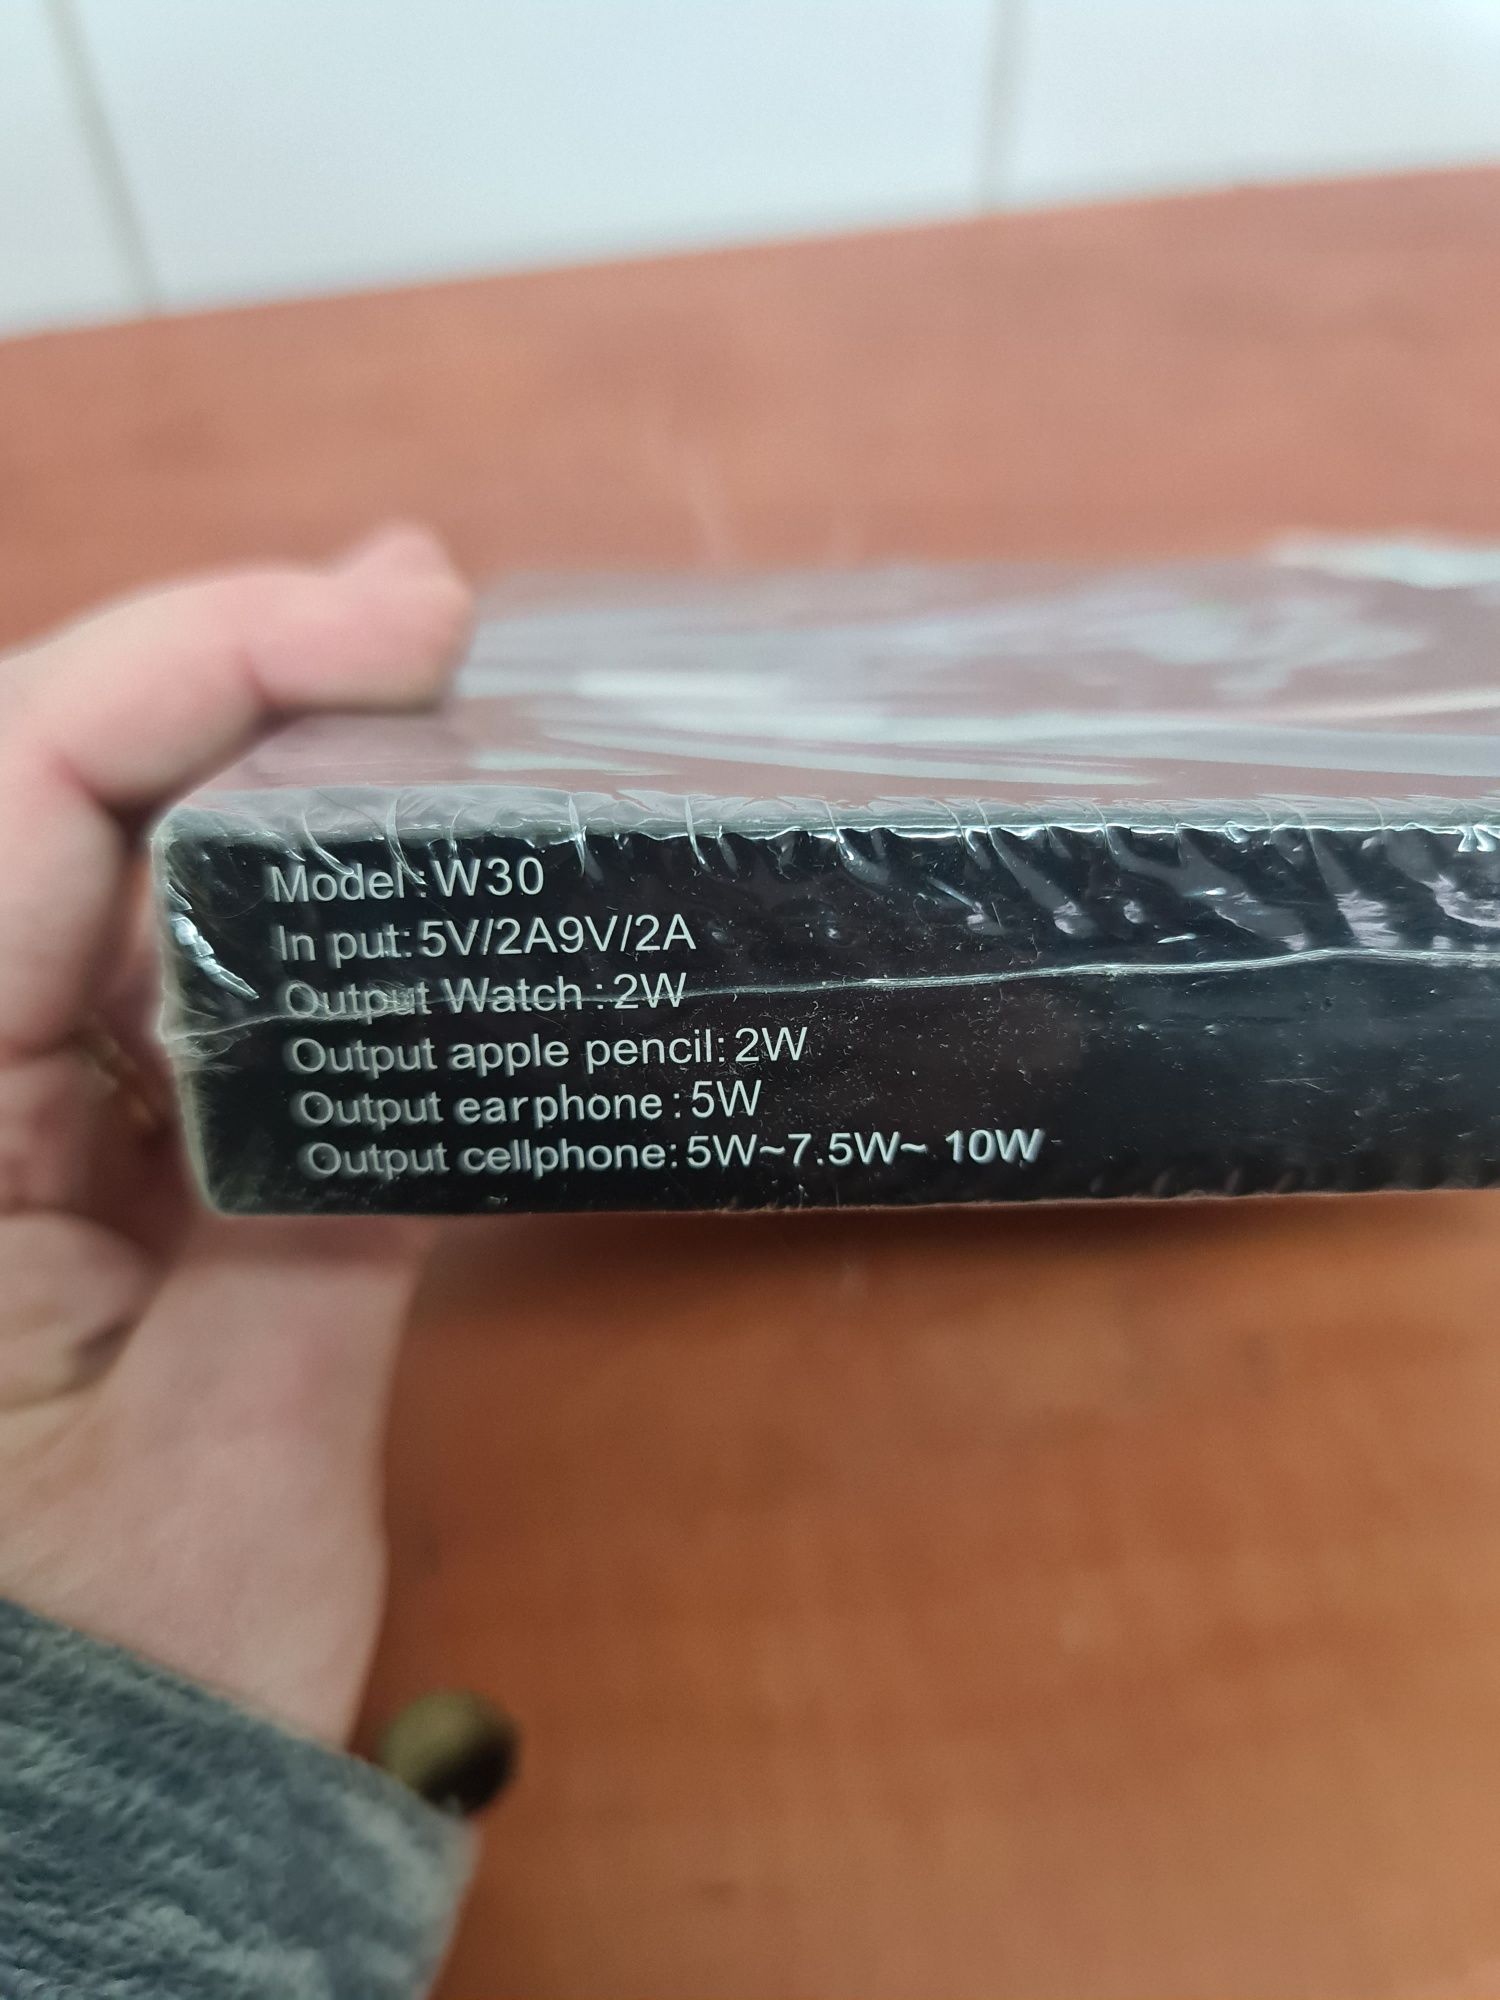 Model:W30
In put:5V/2A9V/2A
Output Watch:2W
Output apple pencil:2W
Output earphone:5W
Output cellphone:5W~7.5W~ 10W